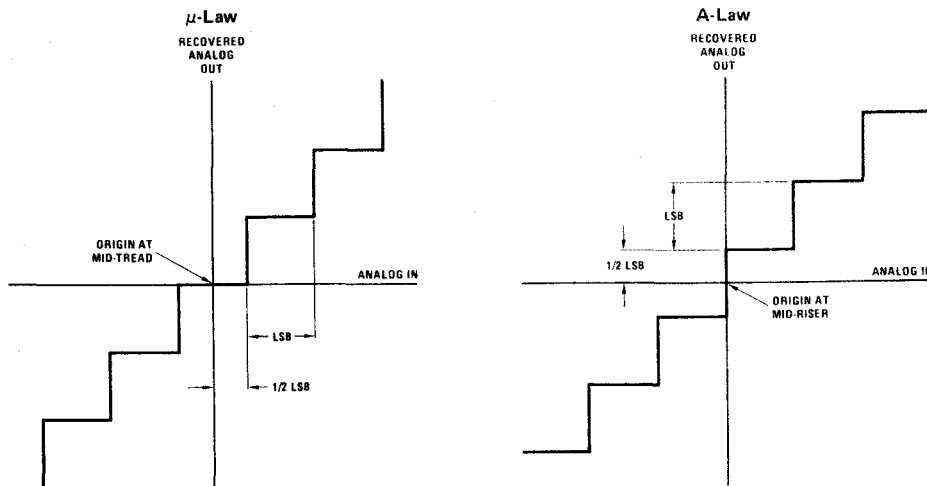 μ-Law
RECOVERED
ANALOG
OUT
ORIGIN AT
MID-TREAD
ANALOG IN
LSB
1/2 LSB
A-Law
RECOVERED
ANALOG
OUT
LSB
1/2 LSB
ANALOG IN
ORIGIN AT
MID-RISER